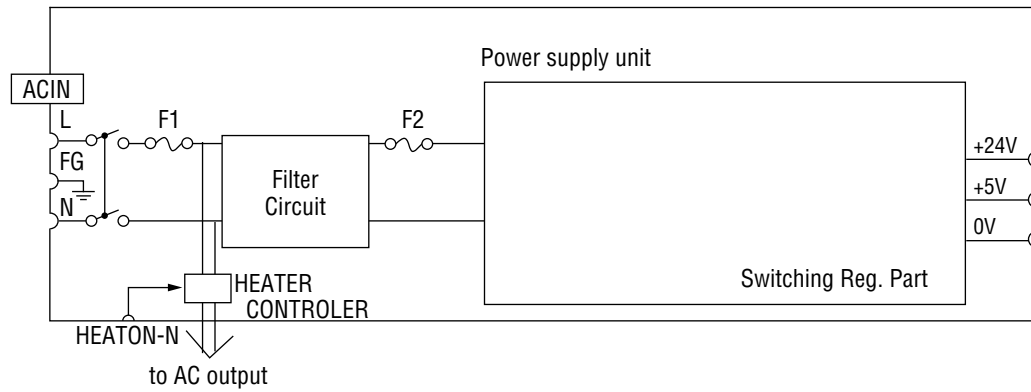 Power supply unit
ACIN
L
F1
F2
FG
Filter
Circuit
+24V
+5V
N
0V
Switching Reg. Part
HEATER
CONTROLER
HEATON-N
to AC output